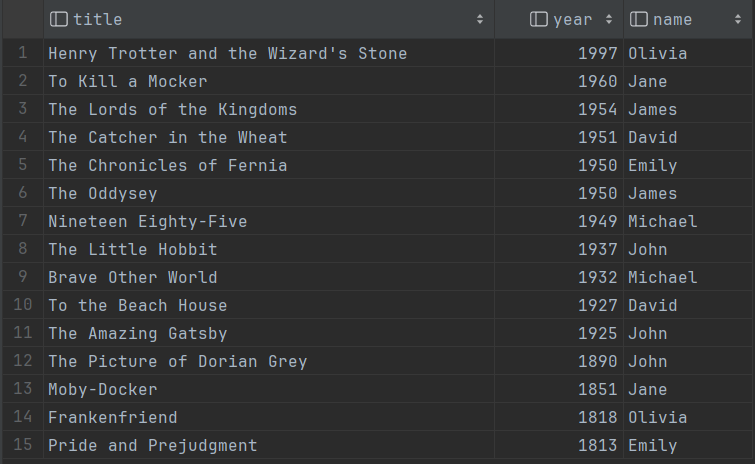 title year name
1 Henry Trotter and the Wizard's Stone 1997 Olivia
2 To Kill a Mocker 1960 Jane
3 The Lords of the Kingdoms 1954 James
4 The Catcher in the Wheat 1951 David
5 The Chronicles of Fernia 1950 Emily
6 The Oddysey 1950 James
7 Nineteen Eighty-Five 1949 Michael
8 The Little Hobbit 1937 John
9 Brave Other World 1932 Michael
10 To the Beach House 1927 David
11 The Amazing Gatsby 1925 John
12 The Picture of Dorian Grey 1890 John
13 Moby-Docker 1851 Jane
14 Frankenfriend 1818 Olivia
15 Pride and Prejudgment 1813 Emily